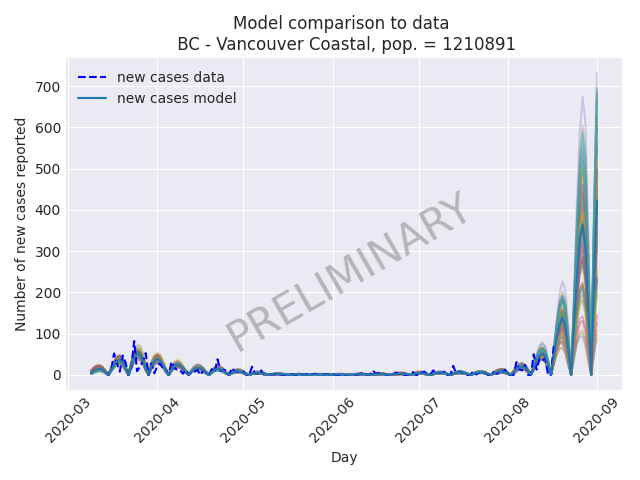 Model comparison to data
BC - Vancouver Coastal, pop. = 1210891
new cases data
new cases model
Number of new cases reported
700
600
500
400
300
200
100
0
PRELIMINARY
2020-03
2020-04
2020-05
2020-06
2020-07
2020-08
2020-09
Day